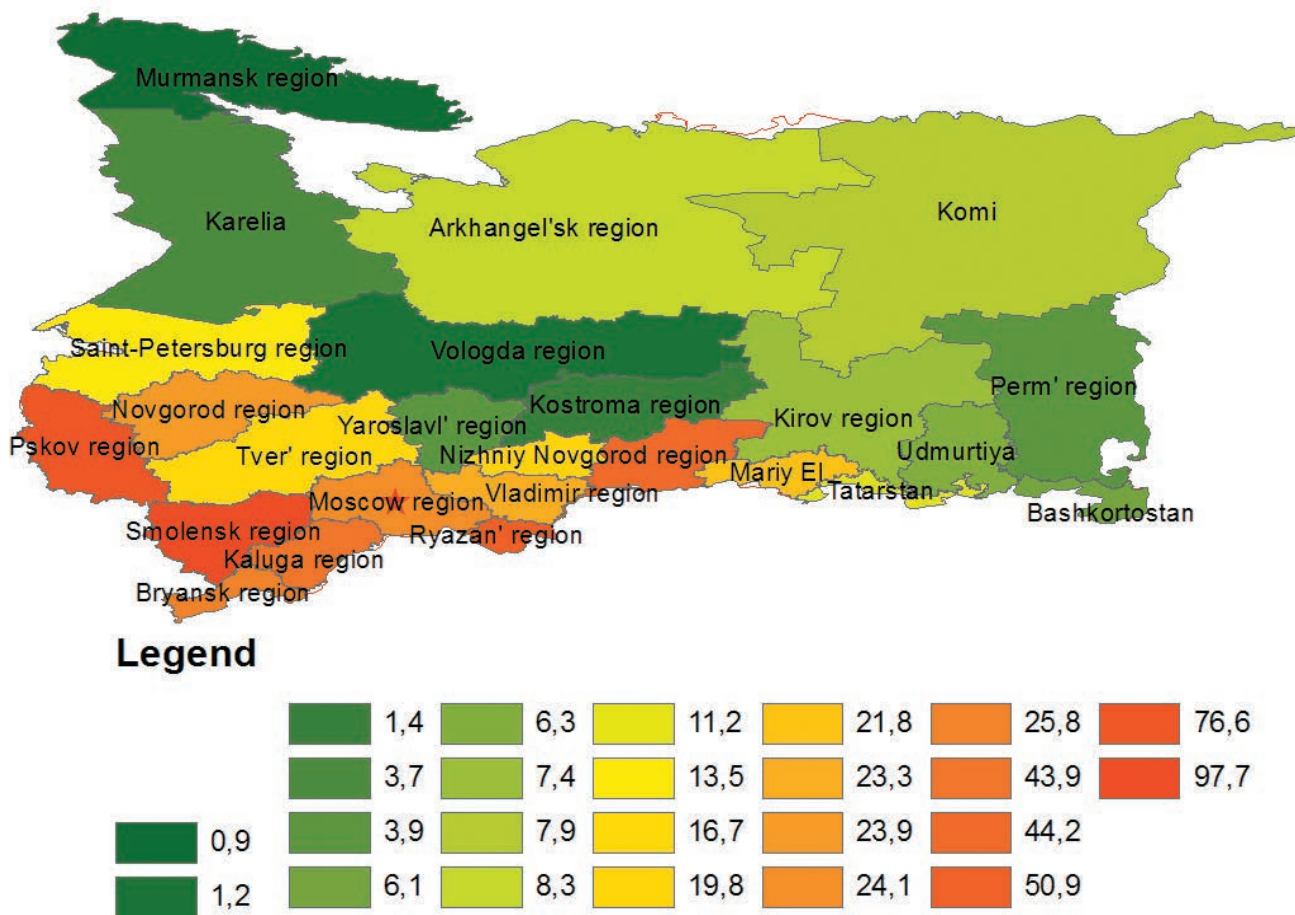 Murmansk region
Karelia
Arkhangel'sk region
Komi
Saint-Petersburg region
Vologda region
Perm' region
Novgorod region
Kostroma region
Kirov region
Pskov region
Yaroslavl' region
Tver' region
Nizhniy Novgorod region
Udmurtiya
Mariy El
Moscow region
Vladimir region
Tatarstan
Bashkortostan
Smolensk region
Ryazan' region
Kaluga region
Bryansk region
Legend
0,9
1,2
1,4
3,7
3,9
6,1
6,3
7,4
7,9
8,3
11,2
13,5
16,7
19,8
21,8
23,3
23,9
24,1
25,8
43,9
44,2
50,9
76,6
97,7